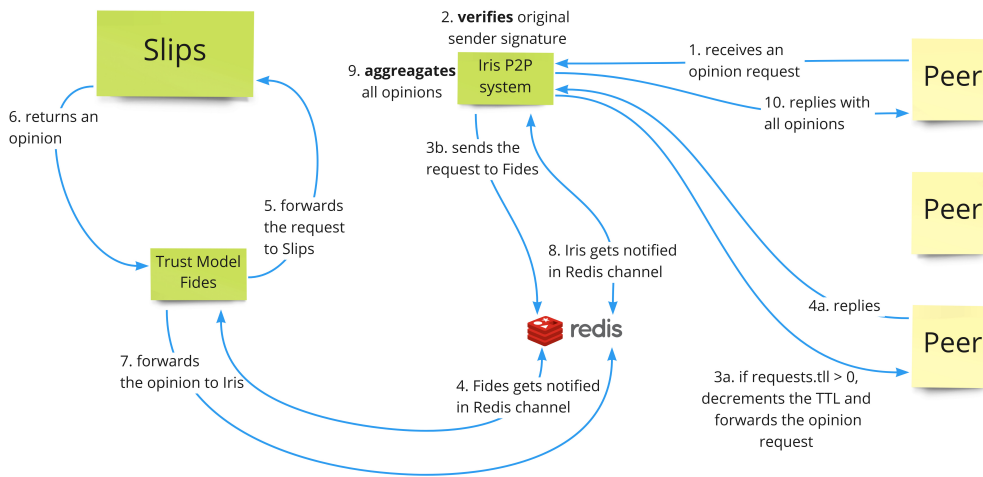 Slips
2. verifies original
sender signature
Iris P2P
system
9. aggreagates
all opinions
1. receives an
opinion request
Peer
10. replies with
all opinions
6. returns an
opinion
3b. sends the
request to Fides
5. forwards
the request
to Slips
Peer
Trust Model
Fides
8. Iris gets notified
in Redis channel
4a. replies
redis
Peer
7. forwards
the opinion to Iris
4. Fides gets notified
in Redis channel
3a. if requests.tll > 0,
decrements the TTL and
forwards the opinion
request